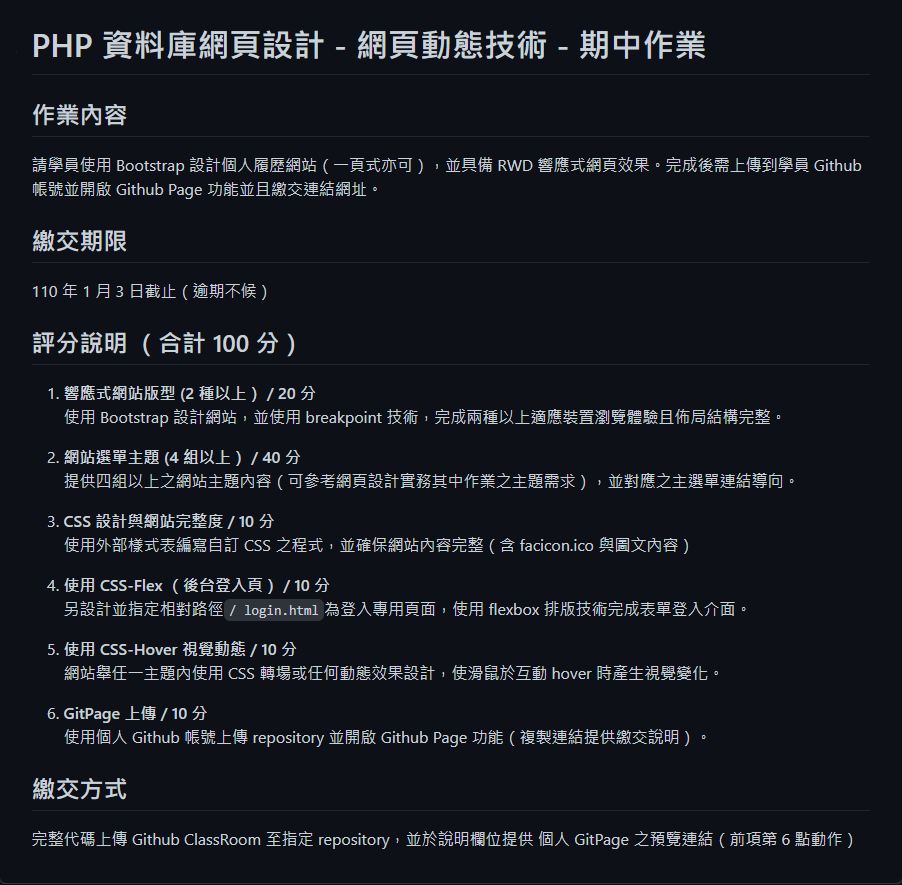 PHP 資料庫網頁設計 - 網頁動態技術 - 期中作業
作業內容
請學員使用 Bootstrap 設計個人履歷網站（一頁式亦可），並具備 RWD 響應式網頁效果。完成後需上傳到學員 Github
帳號並開啟 Github Page 功能並且繳交連結網址。
繳交期限
110 年 1 月 3 日截止（逾期不候）
評分說明 （合計 100 分）
1. 響應式網站版型 (2 種以上） / 20 分
使用 Bootstrap 設計網站，並使用 breakpoint 技術，完成兩種以上適應裝置瀏覽體驗且佈局結構完整。
2. 網站選單主題 (4 組以上） / 40 分
提供四組以上之網站主題內容（可參考網頁設計實務其中作業之主題需求），並對應之主選單連結導向。
3. CSS 設計與網站完整度 / 10 分
使用外部樣式表編寫自訂 CSS 之程式，並確保網站內容完整（含 facicon.ico 與圖文內容）
4. 使用 CSS-Flex （後台登入頁） / 10 分
另設計並指定相對路徑 / login.html 為登入專用頁面，使用 flexbox 排版技術完成表單登入介面。
5. 使用 CSS-Hover 視覺動態 / 10 分
網站舉任一主題內使用 CSS 轉場或任何動態效果設計，使滑鼠於互動 hover 時產生視覺變化。
6. GitPage 上傳 / 10 分
使用個人 Github 帳號上傳 repository 並開啟 Github Page 功能（複製連結提供繳交說明）。
繳交方式
完整代碼上傳 Github ClassRoom 至指定 repository，並於說明欄位提供 個人 GitPage 之預覽連結（前項第 6 點動作）